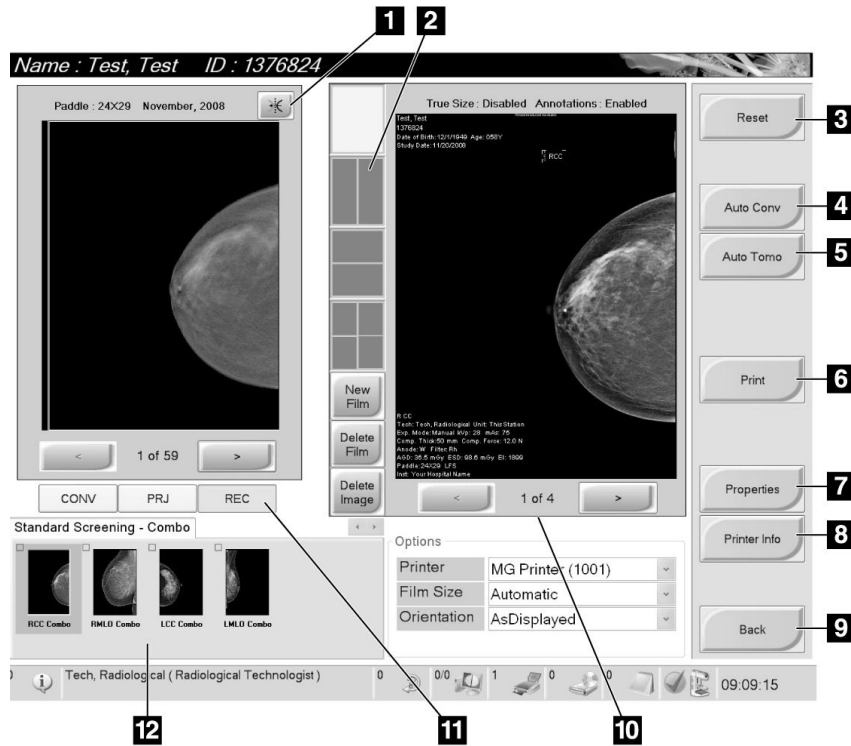 1 2
Name : Test, Test ID : 1376824
Paddle : 24X29 November, 2008
1 of 59
< >
CONV PRJ REC
True Size : Disabled Annotations : Enabled
Test, Test
1376824
Date of Birth: 12/1/1949 Age: 058Y
Study Date: 11/20/2008
RCC
R CC
Tech: Tech, Radiological Unit: ThisStation
Exp. Mode: Manual kVp: 28 mAs: 75
Comp. Thick:50 mm Comp. Force: 12.0 N
Anode: W Filter: Rh
AGD: 36.5 mGy ESD: 98.6 mGy EI: 1899
Paddle:24X29 LFS
Inst: Your Hospital Name
New
Film
Delete
Film
Delete
Image
< 1 of 4 >
Reset 3
Auto Conv 4
Auto Tomo 5
Print 6
Properties 7
Printer Info 8
Back 9
Standard Screening - Combo
RCC Combo RMLO Combo LCC Combo LMLO Combo
Options
Printer MG Printer (1001)
Film Size Automatic
Orientation AsDisplayed
Tech, Radiological ( Radiological Technologist ) 0 0/0 1 0 0 09:09:15
12 11 10